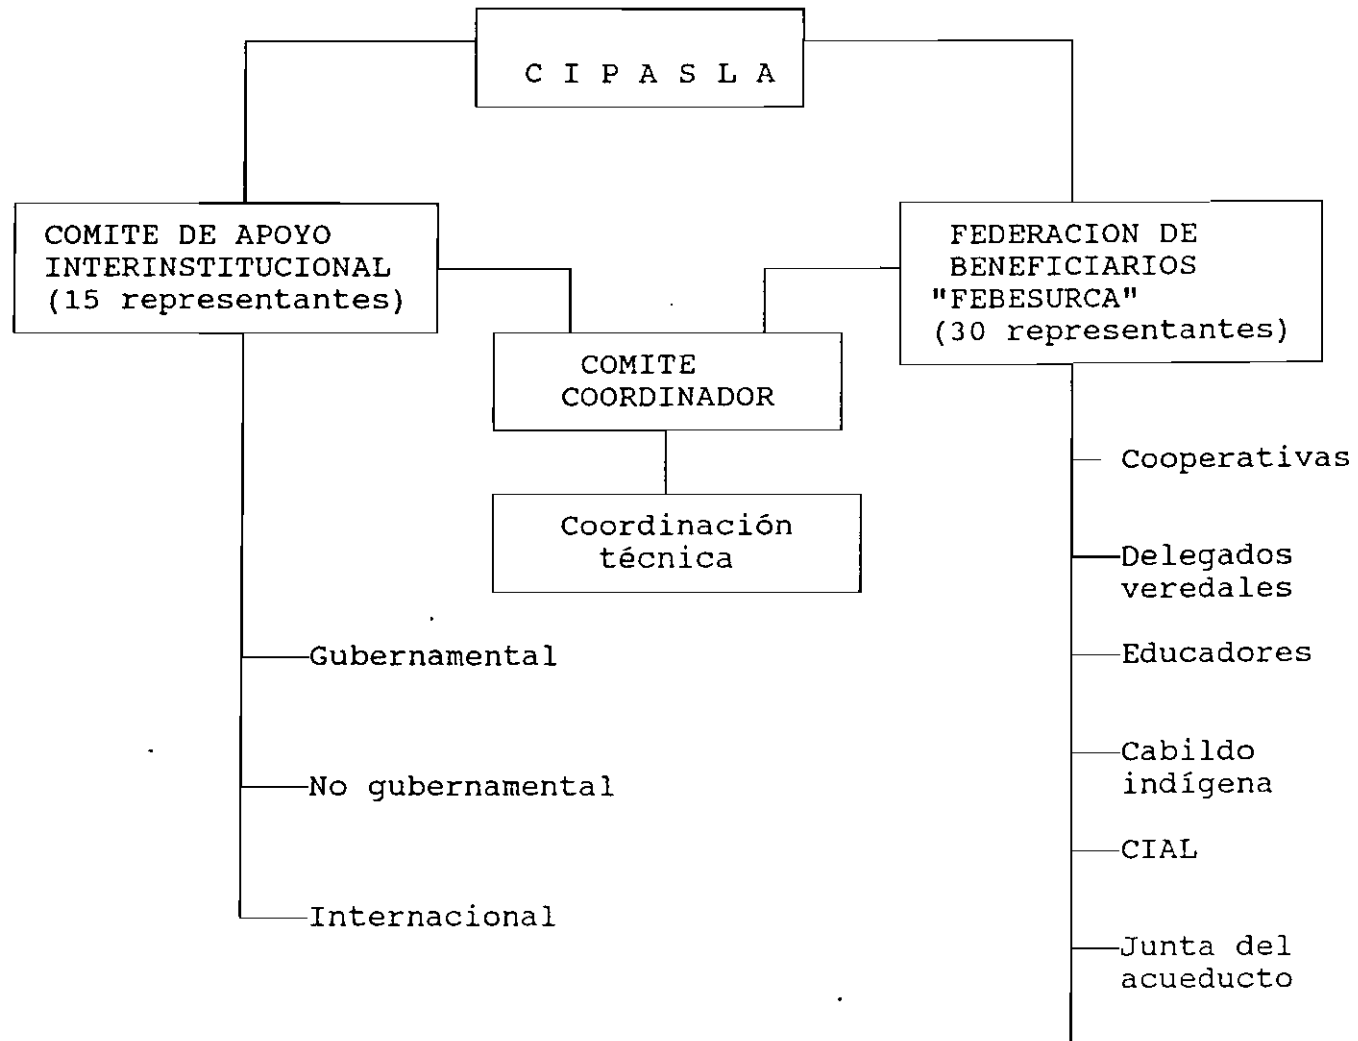 C I P A S L A
COMITE DE APOYO
INTERINSTITUCIONAL
(15 representantes)
FEDERACION DE
BENEFICIARIOS
"FEBESURCA"
(30 representantes)
COMITE
COORDINADOR
Coordinación
técnica
Gubernamental
No gubernamental
Internacional
Cooperativas
Delegados
veredales
Educadores
Cabildo
indígena
CIAL
Junta del
acueducto